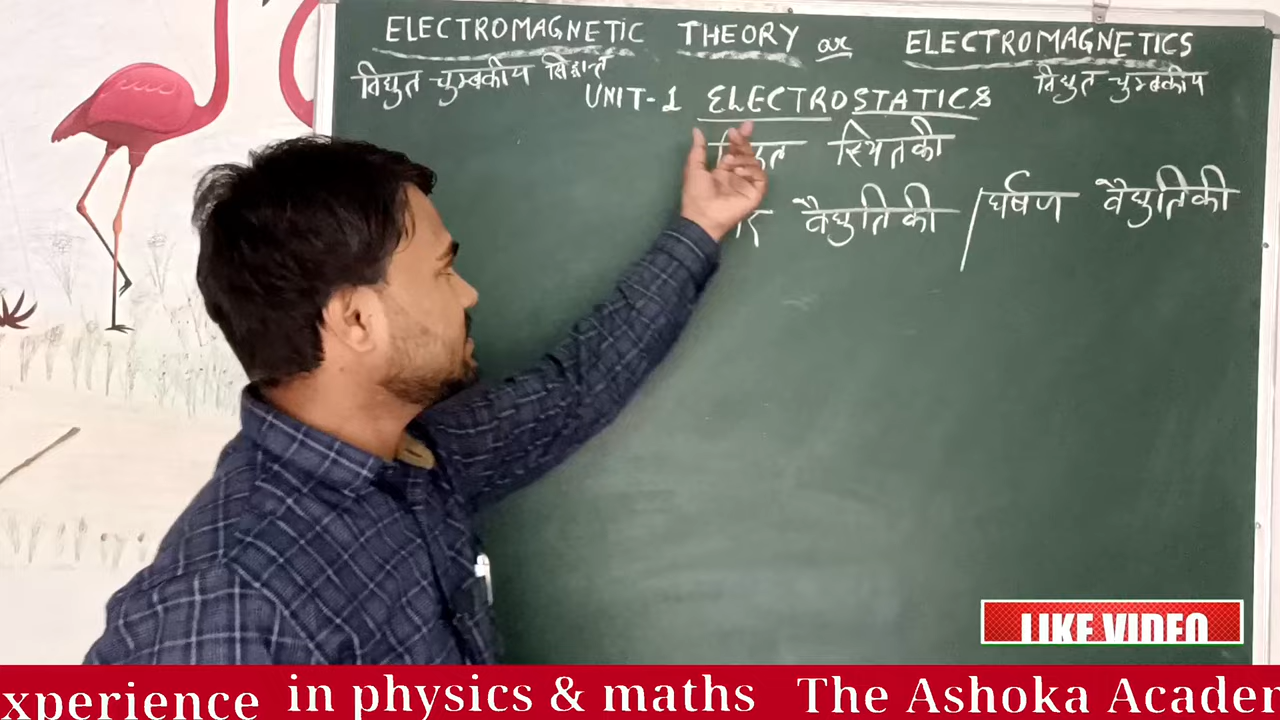 ELECTROMAGNETIC THEORY or ELECTROMAGNETICS
विद्युत चुम्बकीय सिद्धान्त विद्युत चुम्बकीय
UNIT-1 ELECTROSTATICS
स्थितकी
वैद्युतिकी / घर्षण वैद्युतिकी
LIKE VIDEO
xperience in physics & maths The Ashoka Academ